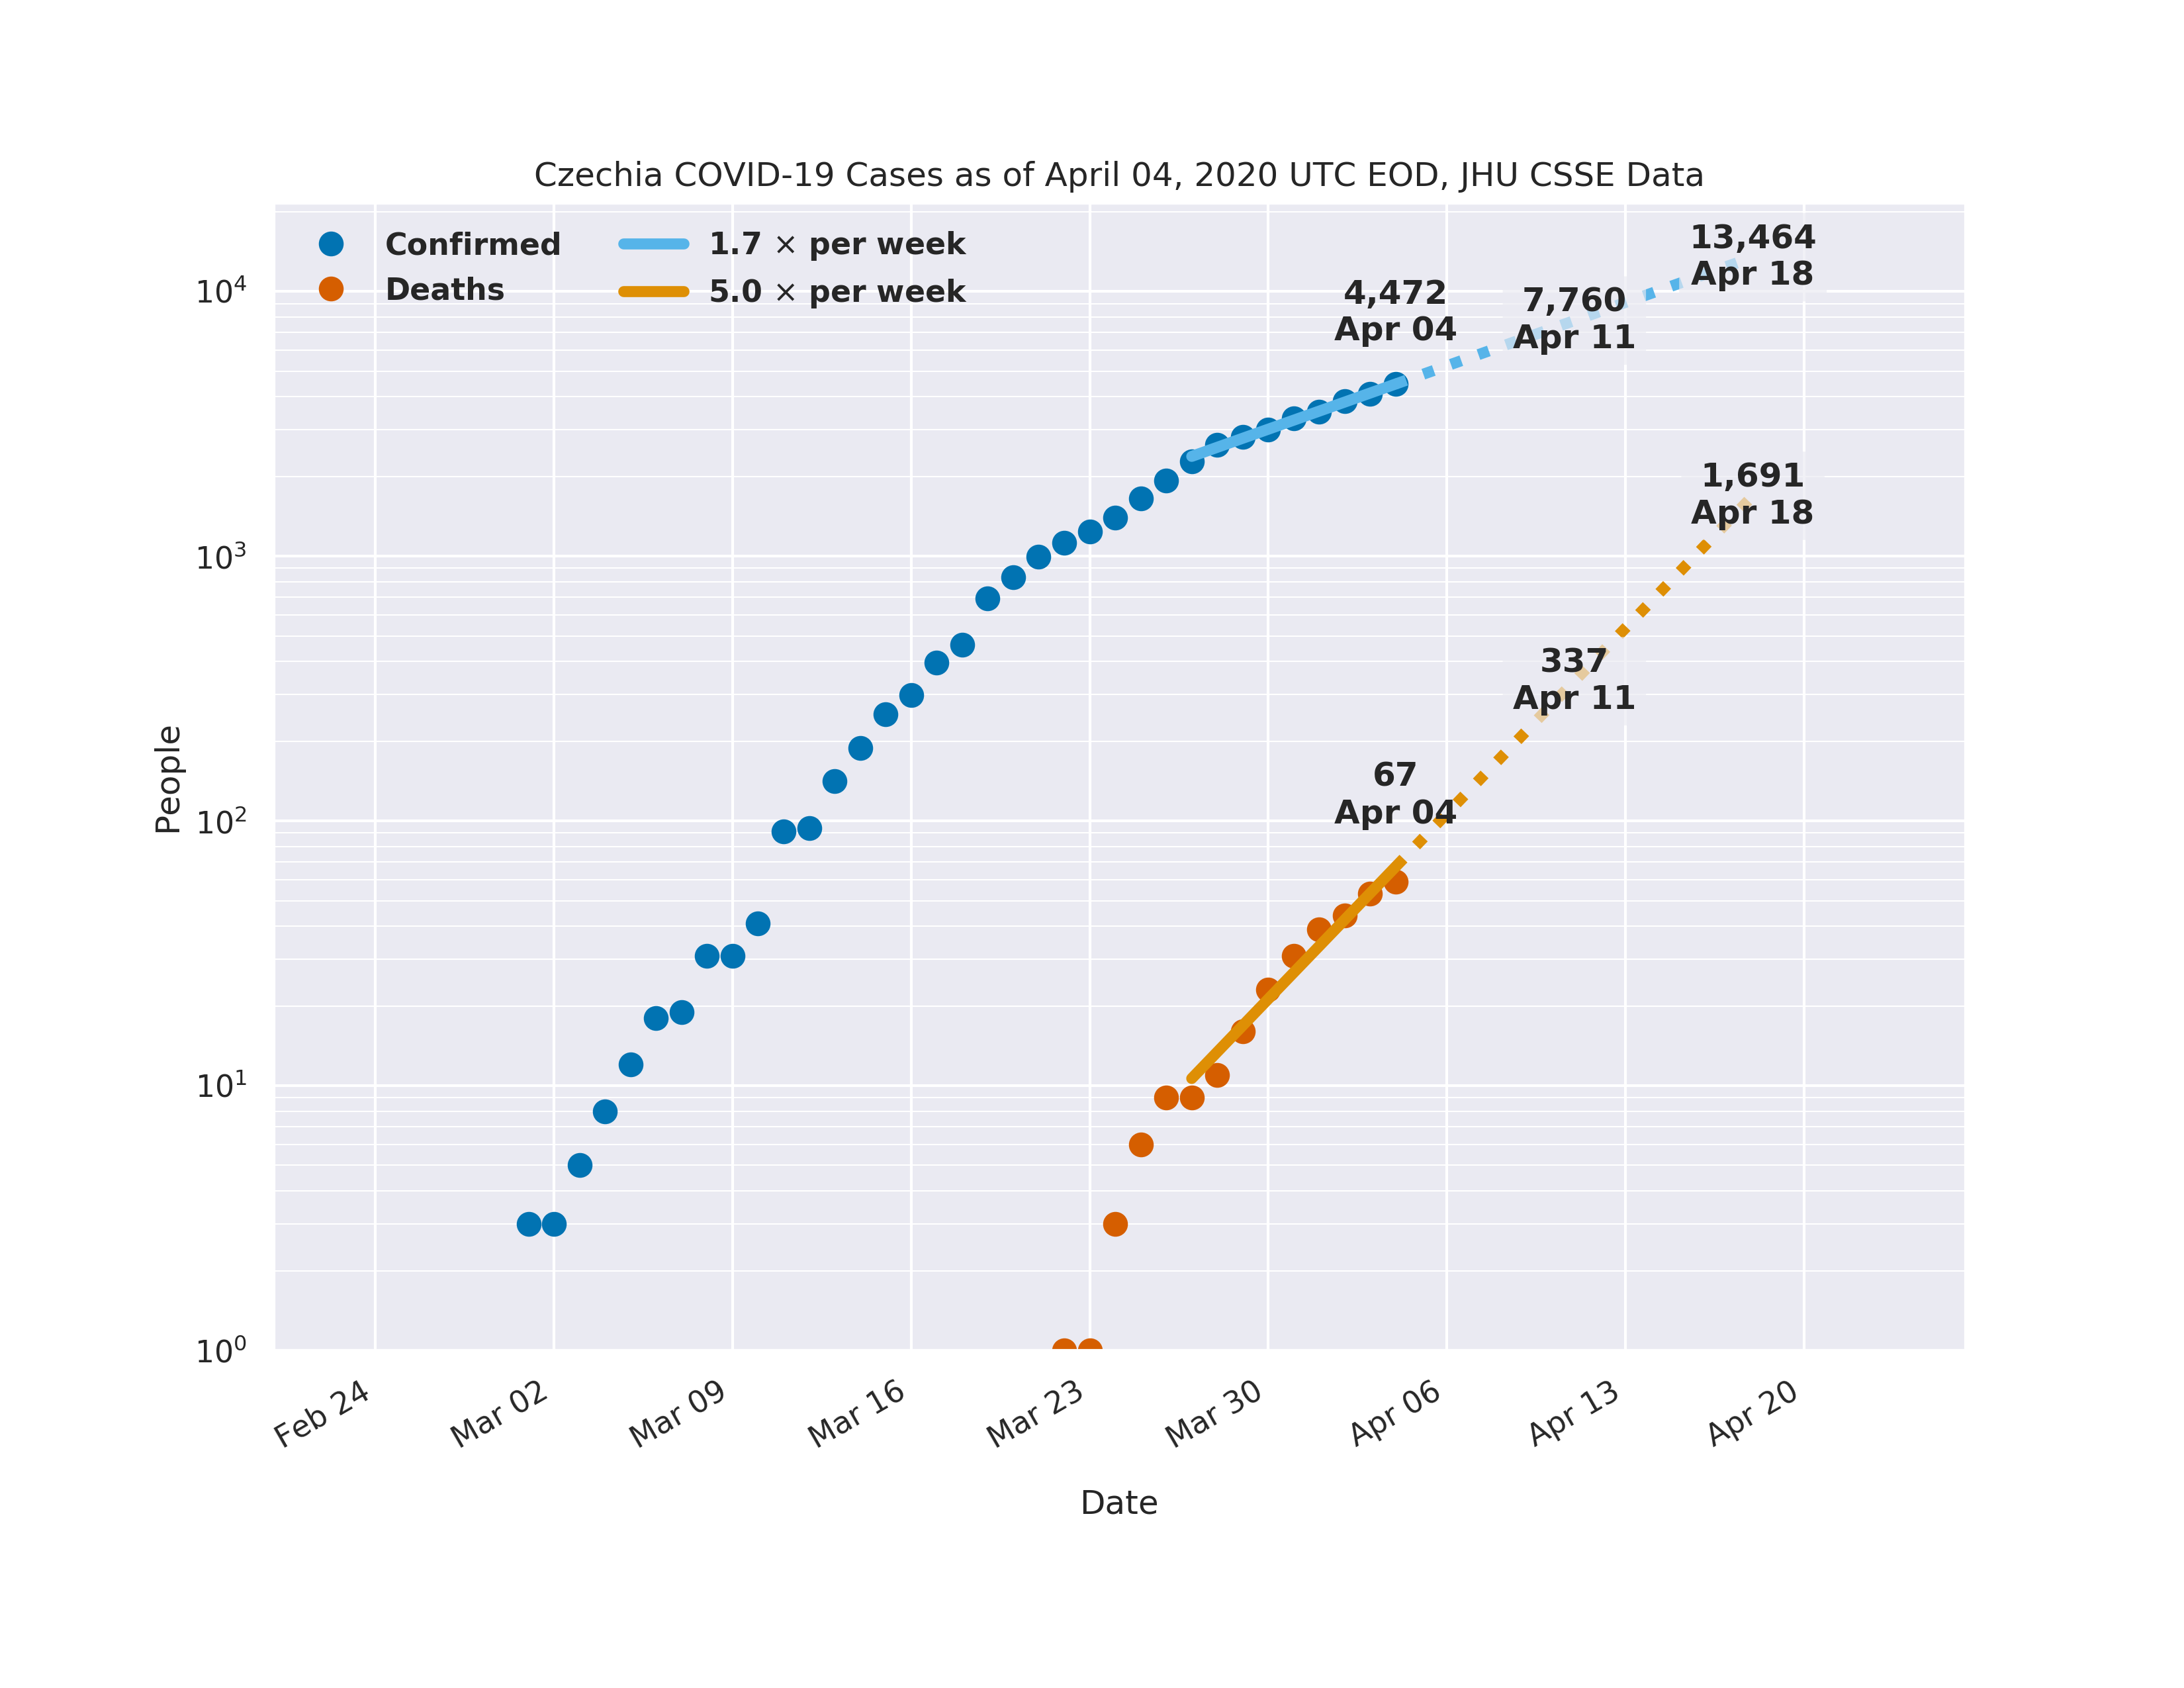 Czechia COVID-19 Cases as of April 04, 2020 UTC EOD, JHU CSSE Data
Confirmed
Deaths
1.7 × per week
5.0 × per week
13,464
Apr 18
4,472
Apr 04
7,760
Apr 11
1,691
Apr 18
337
Apr 11
67
Apr 04
People
10⁴
10³
10²
10¹
10⁰
Feb 24
Mar 02
Mar 09
Mar 16
Mar 23
Mar 30
Apr 06
Apr 13
Apr 20
Date